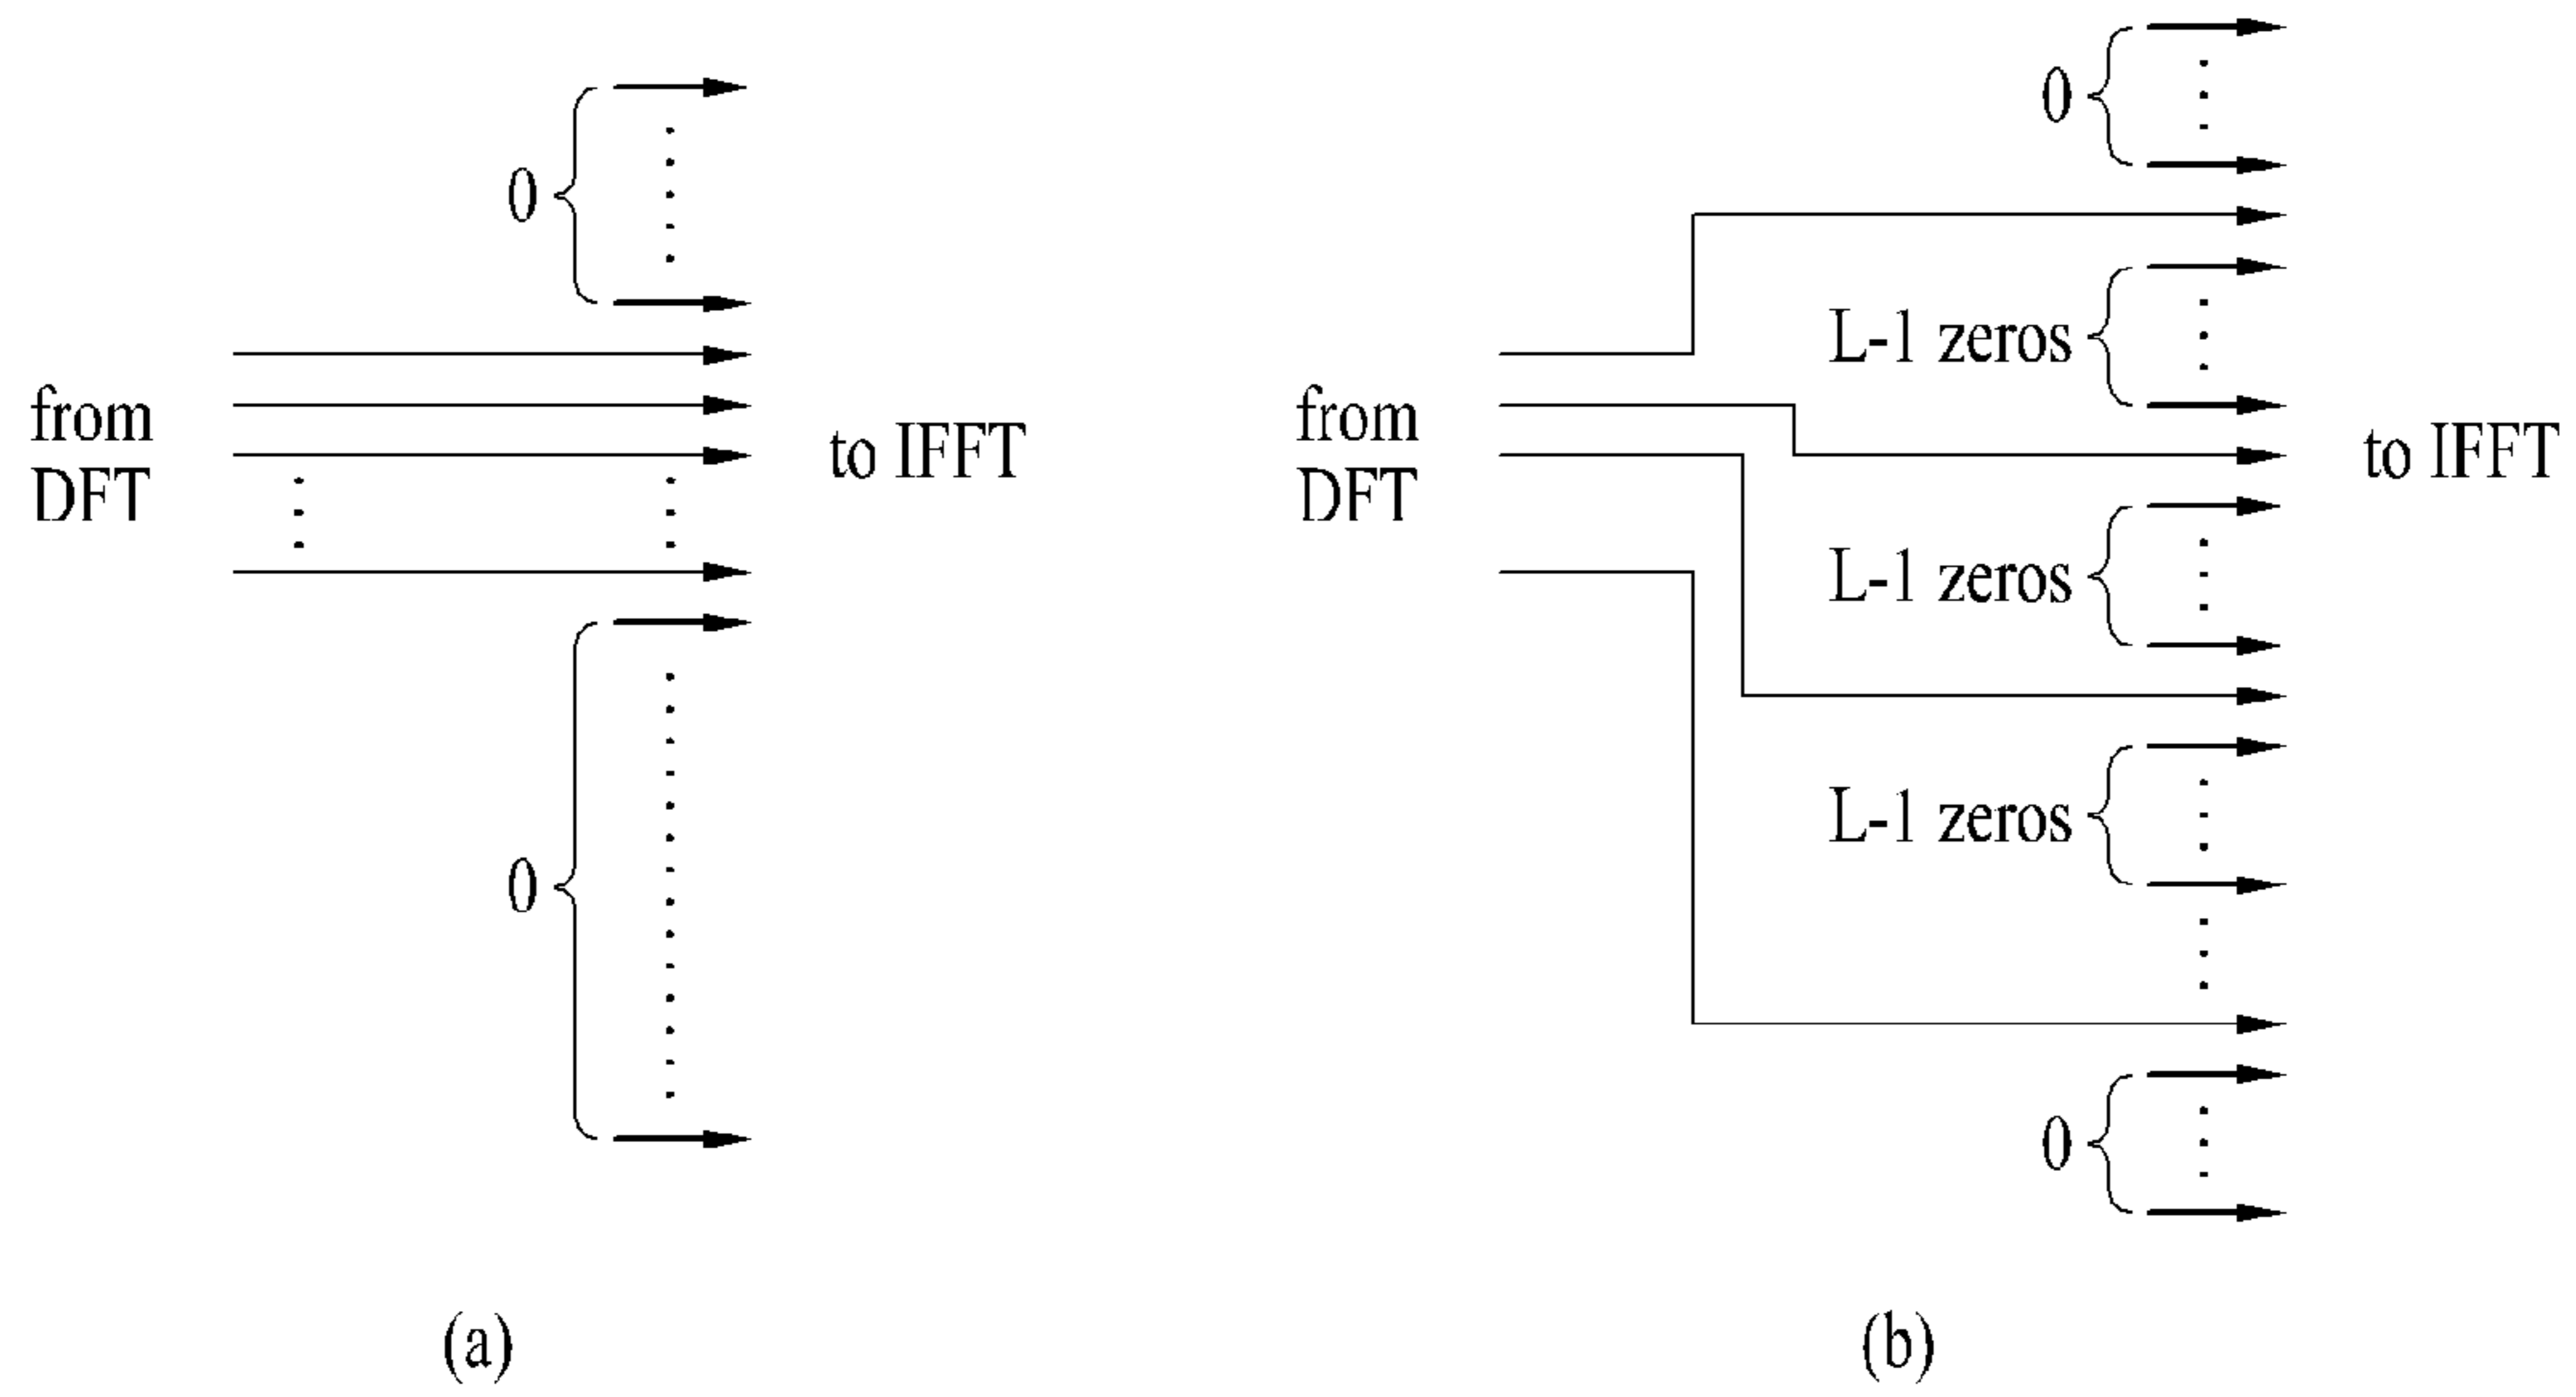 0
from
DFT
to IFFT
0
(a)
0
L-1 zeros
from
DFT
to IFFT
L-1 zeros
L-1 zeros
0
(b)